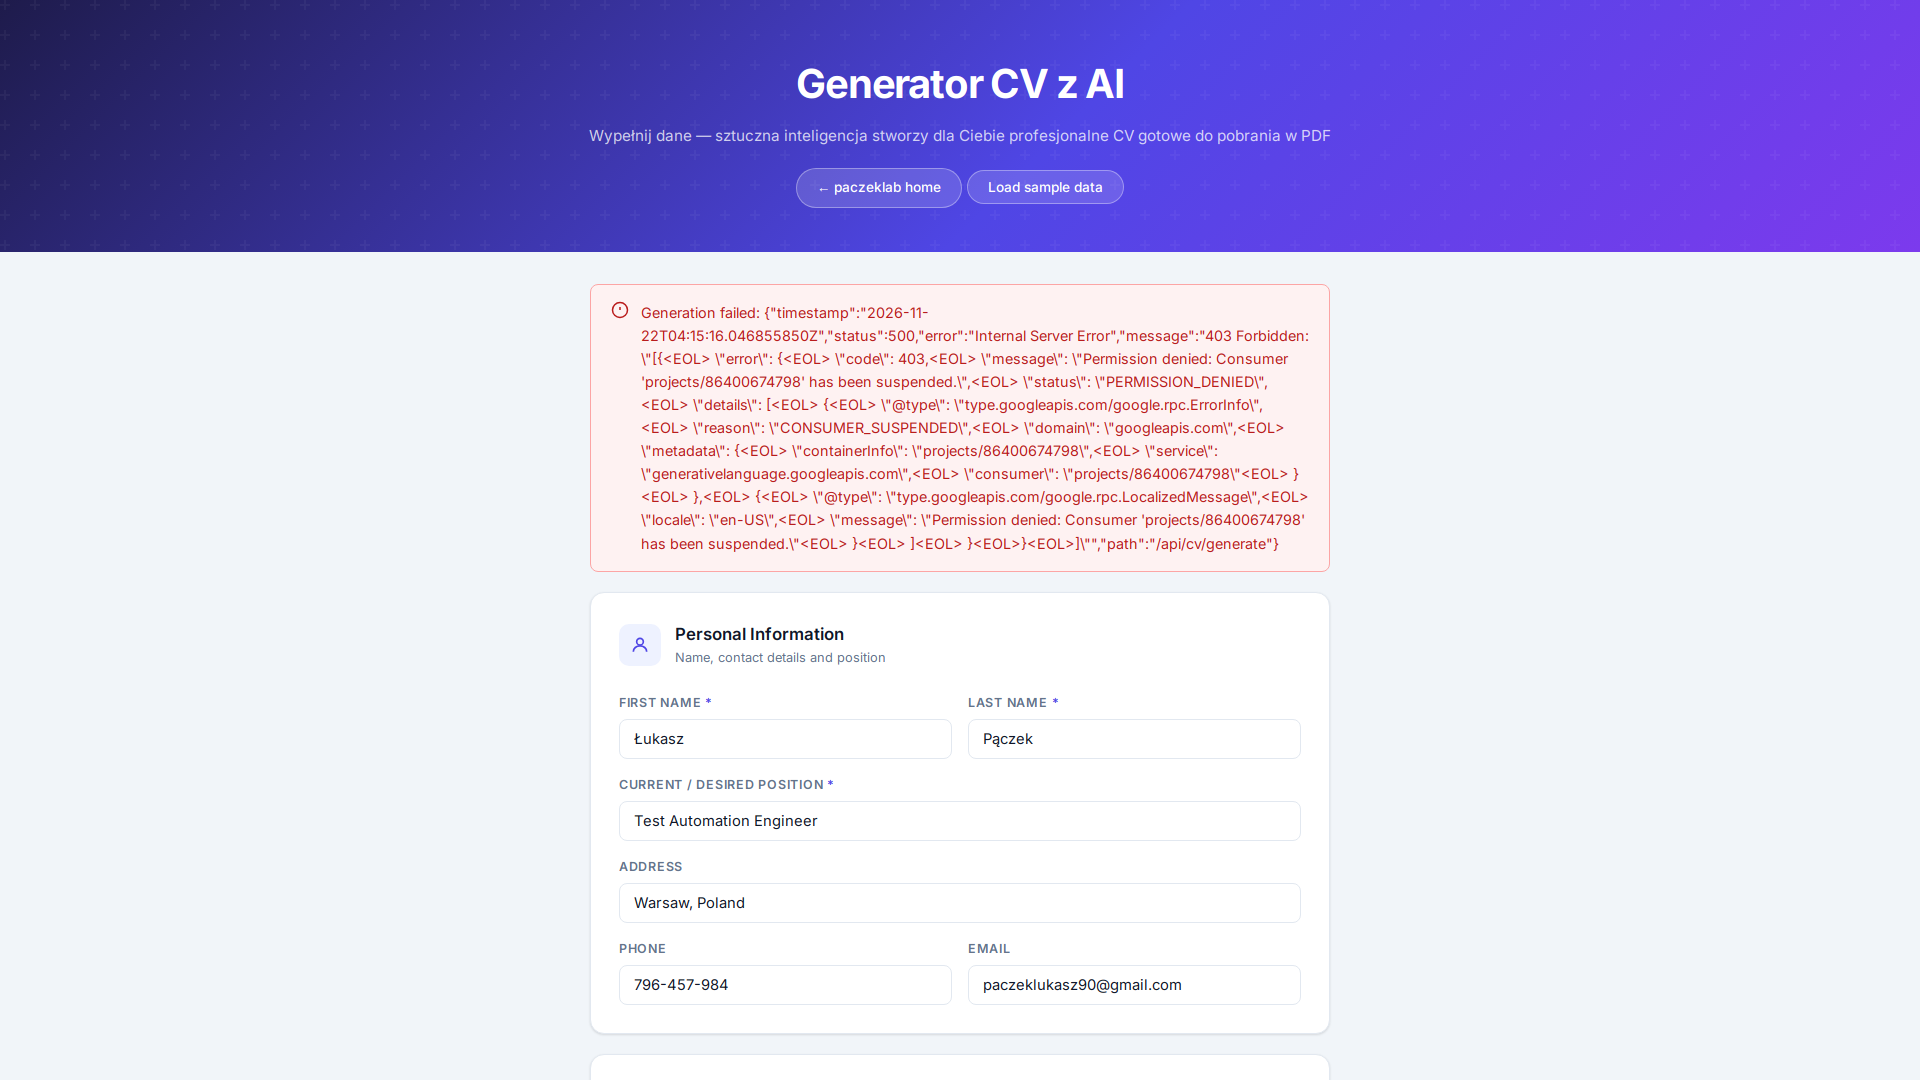 Generator CV z AI
Wypełnij dane — sztuczna inteligencja stworzy dla Ciebie profesjonalne CV gotowe do pobrania w PDF
← paczeklab home
Load sample data
Generation failed: {"timestamp":"2026-11-
22T04:15:16.046855850Z","status":500,"error":"Internal Server Error","message":"403 Forbidden:
\"[{<EOL> \"error\": {<EOL> \"code\": 403,<EOL> \"message\": \"Permission denied: Consumer
'projects/86400674798' has been suspended.\",<EOL> \"status\": \"PERMISSION_DENIED\",
<EOL> \"details\": [<EOL> {<EOL> \"@type\": \"type.googleapis.com/google.rpc.ErrorInfo\",
<EOL> \"reason\": \"CONSUMER_SUSPENDED\",<EOL> \"domain\": \"googleapis.com\",<EOL>
\"metadata\": {<EOL> \"containerInfo\": \"projects/86400674798\",<EOL> \"service\":
\"generativelanguage.googleapis.com\",<EOL> \"consumer\": \"projects/86400674798\"<EOL> }
<EOL> },<EOL> {<EOL> \"@type\": \"type.googleapis.com/google.rpc.LocalizedMessage\",<EOL>
\"locale\": \"en-US\",<EOL> \"message\": \"Permission denied: Consumer 'projects/86400674798'
has been suspended.\"<EOL> }<EOL> ]<EOL> }<EOL>}<EOL>]\"","path":"/api/cv/generate"}
Personal Information
Name, contact details and position
FIRST NAME *
LAST NAME *
Łukasz
Pączek
CURRENT / DESIRED POSITION *
Test Automation Engineer
ADDRESS
Warsaw, Poland
PHONE
EMAIL
796-457-984
paczeklukasz90@gmail.com